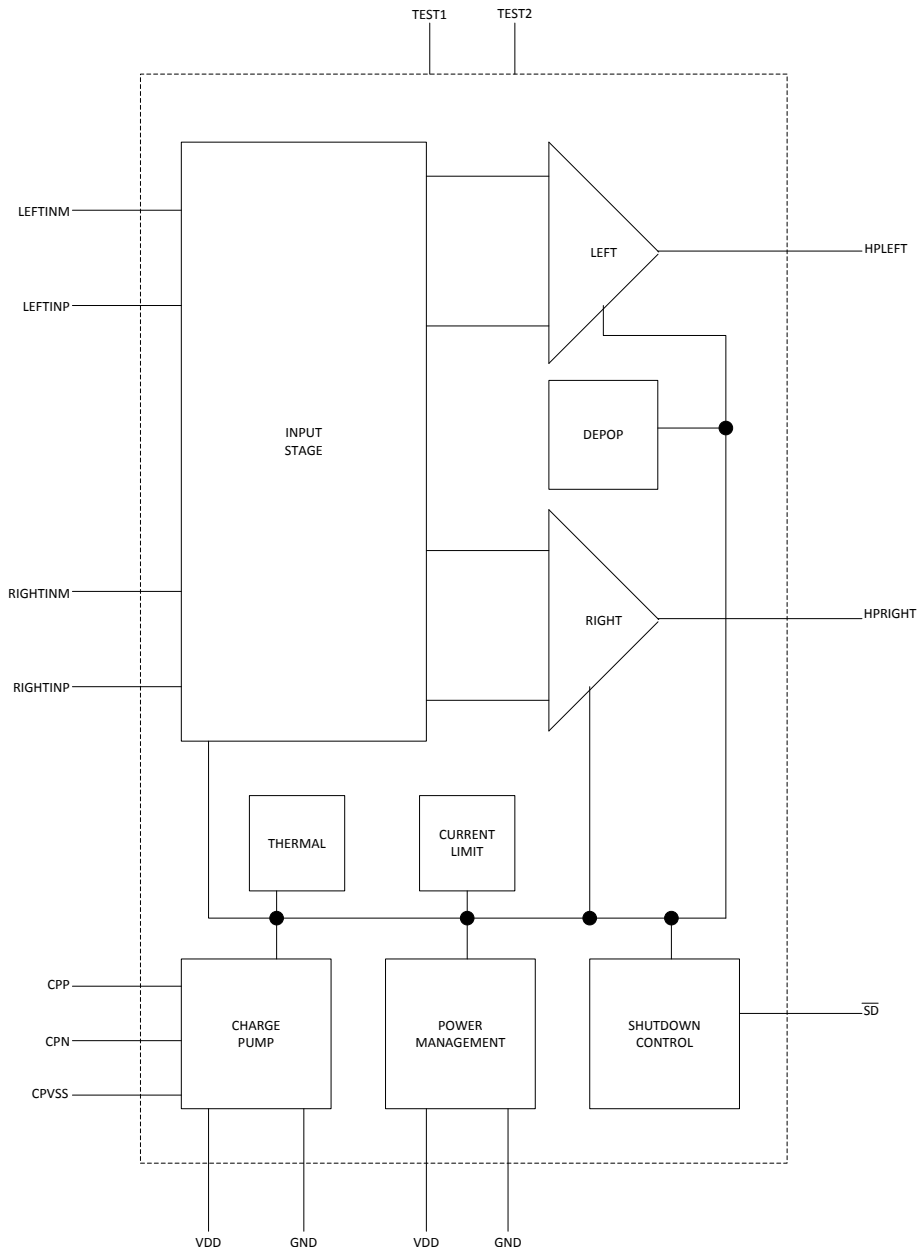 TEST1
TEST2
LEFTINM
LEFTINP
LEFT
HPLEFT
INPUT
STAGE
DEPOP
RIGHTINM
RIGHTINP
RIGHT
HPRIGHT
THERMAL
CURRENT
LIMIT
CPP
CPN
CPVSS
CHARGE
PUMP
POWER
MANAGEMENT
SHUTDOWN
CONTROL
S̅D̅
VDD
GND
VDD
GND